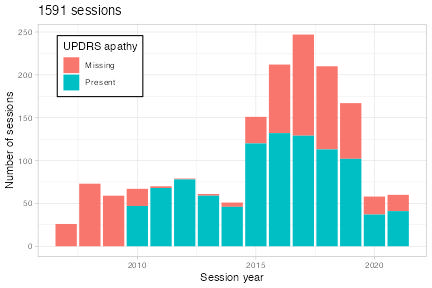 1591 sessions
UPDRS apathy
Missing
Present
Number of sessions
250
200
150
100
50
0
2010 2015 2020
Session year